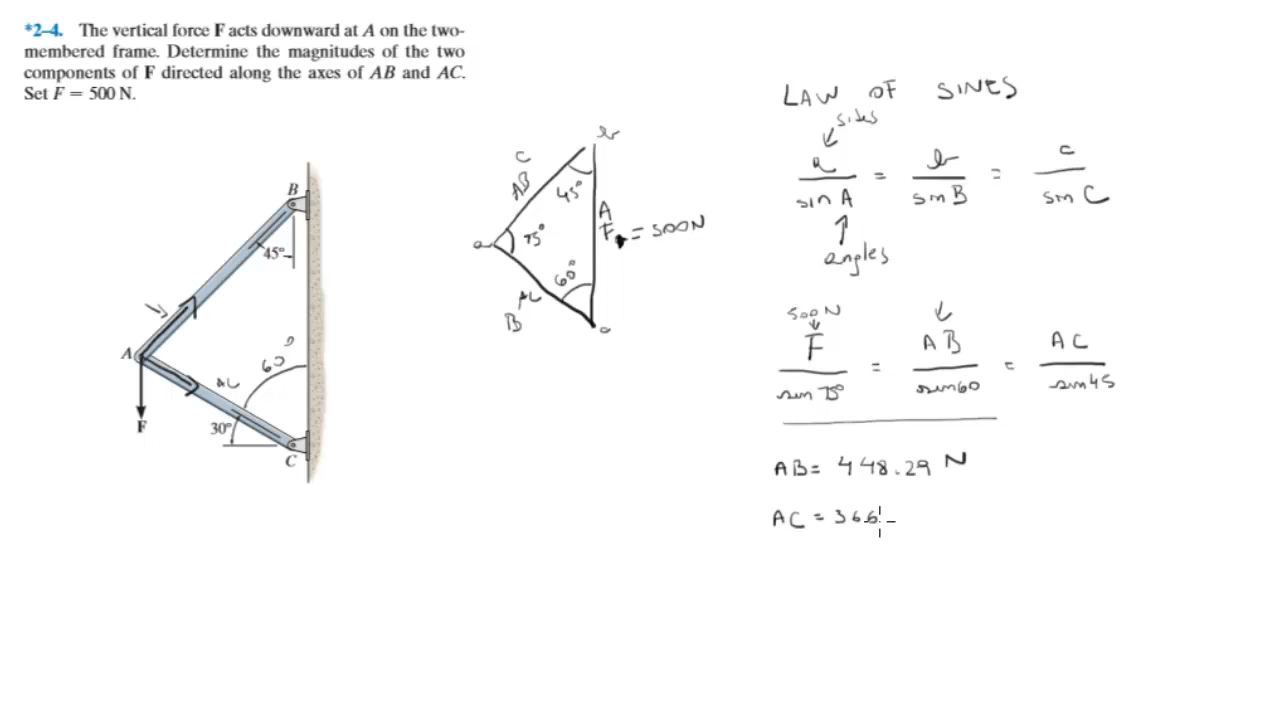 *2–4. The vertical force F acts downward at A on the two-
membered frame. Determine the magnitudes of the two
components of F directed along the axes of AB and AC.
Set F = 500 N.
B
45°
A
60°
AC
30°
F
C
C
AB
45°
A
F = 500N
75°
60°
AC
B
LAW OF SINES
sides
a/sin A = b/sin B = c/sin C
angles
500N
F/sin 75° = AB/sin60 = AC/sin45
AB = 448.29 N
AC = 366